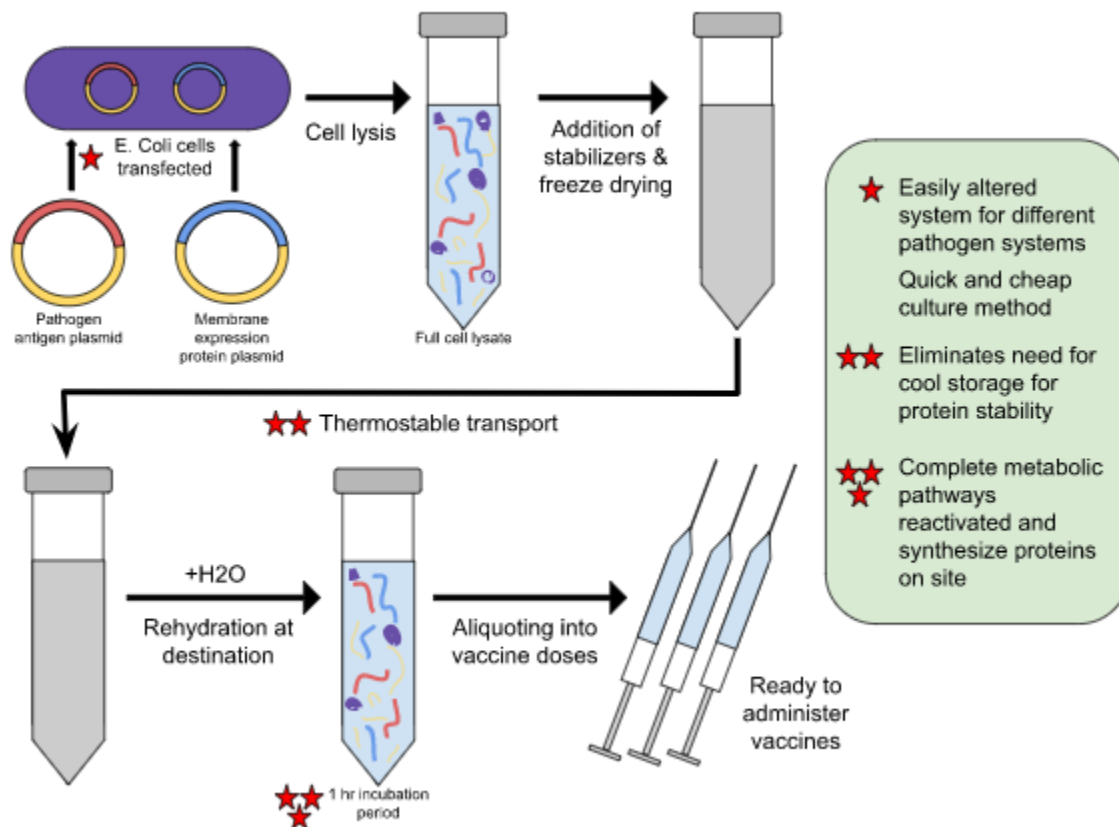 E. Coli cells
transfected
Pathogen
antigen plasmid
Membrane
expression
protein plasmid
Cell lysis
Full cell lysate
Addition of
stabilizers &
freeze drying
Thermostable transport
+H2O
Rehydration at
destination
1 hr incubation
period
Aliquoting into
vaccine doses
Ready to
administer
vaccines
Easily altered
system for different
pathogen systems
Quick and cheap
culture method
Eliminates need for
cool storage for
protein stability
Complete metabolic
pathways
reactivated and
synthesize proteins
on site